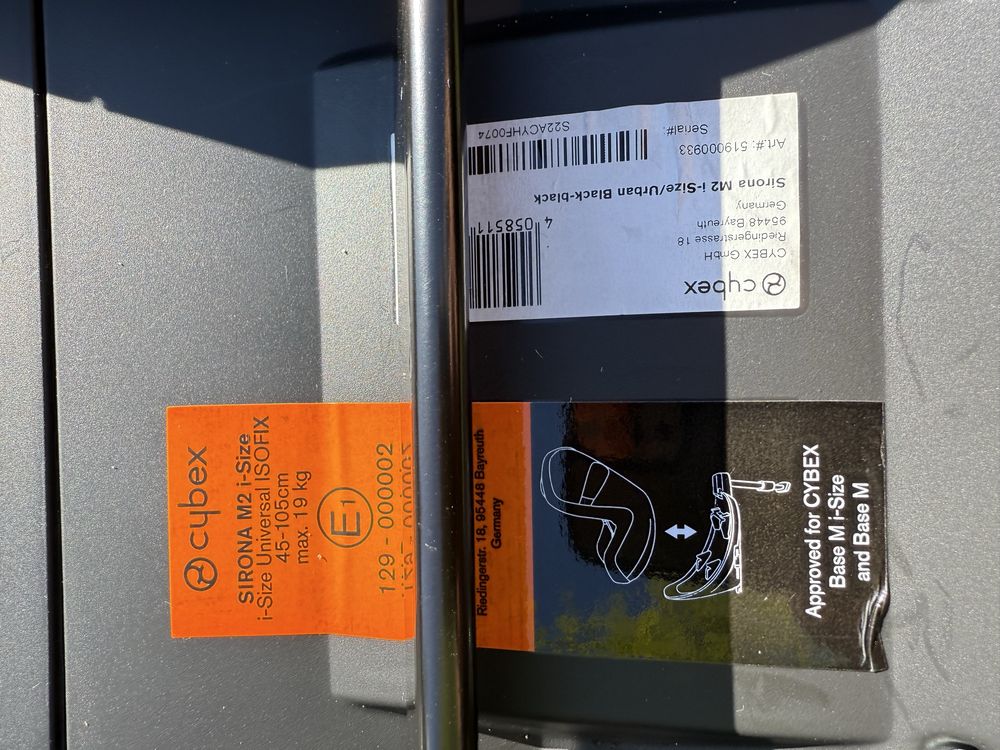 cybex
SIRONA M2 i-Size
i-Size Universal ISOFIX
45-105cm
max. 19 kg
E1
129 - 000002
Riedingerstr. 18, 95448 Bayreuth
Germany
Approved for CYBEX
Base M i-Size
and Base M
cybex
CYBEX GmbH
Riedingerstrasse 18
95448 Bayreuth
Germany
4 058511
Sirona M2 i-Size/Urban Black-black
Art.#: 519000933
Serial#:
S22ACYHF0074